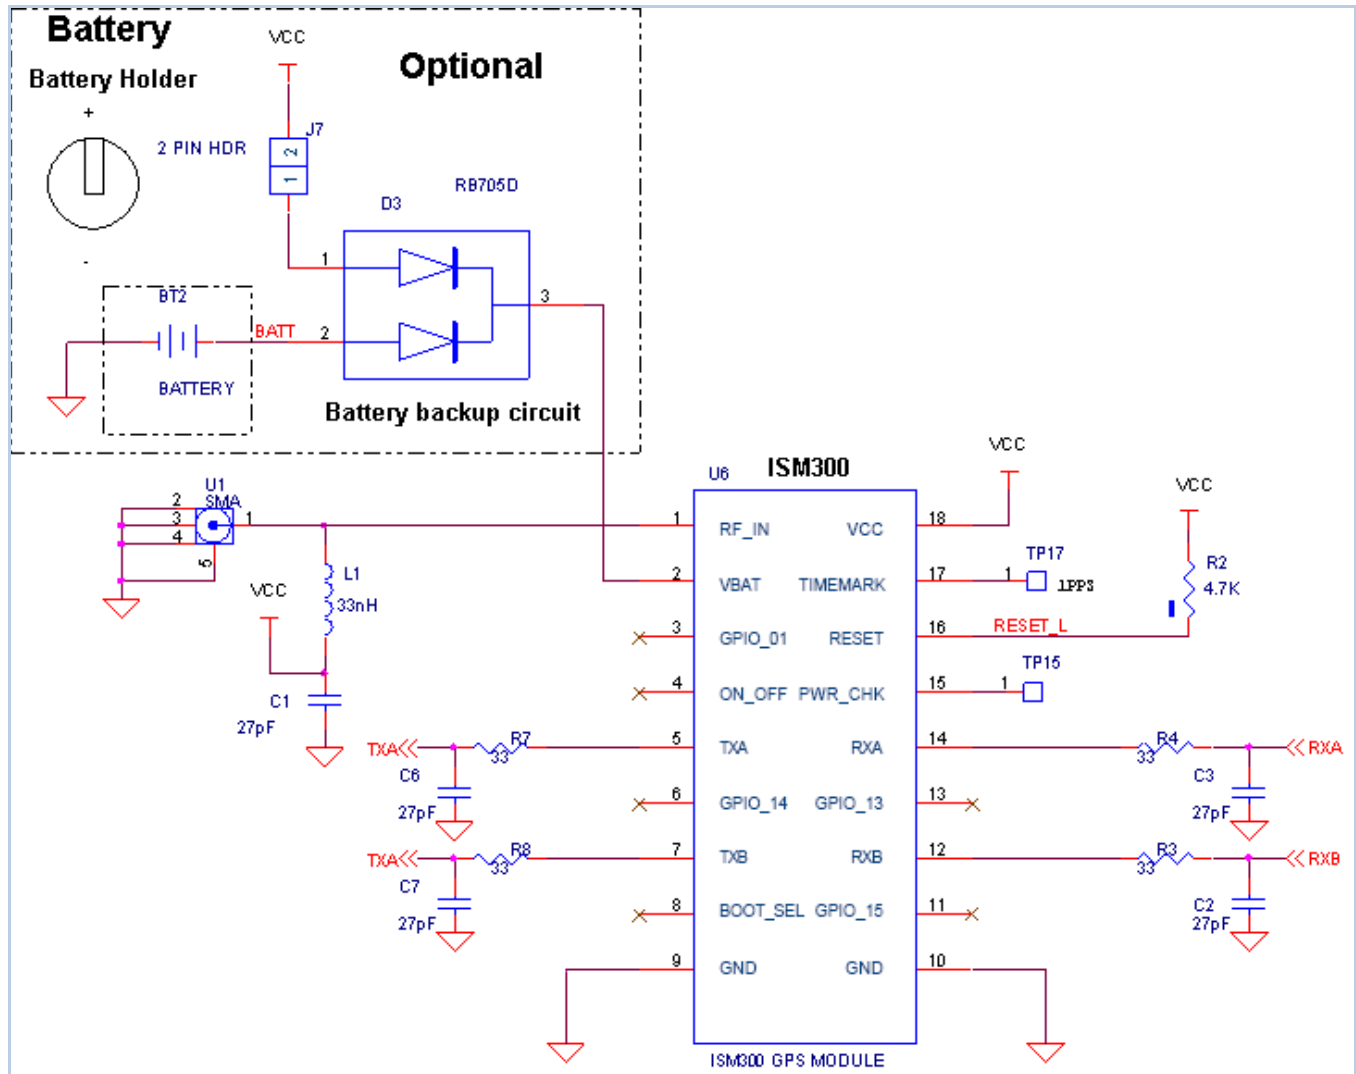 Battery
VCC
Optional
Battery Holder
+
J7
2 PIN HDR
2
1
RB705D
D3
1
-
3
BT2
BATT
2
BATTERY
Battery backup circuit
VCC
U6
ISM300
U1
SMA
2
3
4
5
1
1
RF_IN
VCC
18
VCC
TP17
R2
4.7K
L1
33nH
VCC
2
VBAT
TIMEMARK
17
1
1PPS
3
GPIO_01
RESET
16
RESET_L
TP15
4
ON_OFF
PWR_CHK
15
1
C1
27pF
TXA
R7
33
5
TXA
RXA
14
R4
33
RXA
C6
27pF
6
GPIO_14
GPIO_13
13
C3
27pF
TXA
R8
33
7
TXB
RXB
12
R3
33
RXB
C7
27pF
8
BOOT_SEL
GPIO_15
11
C2
27pF
9
GND
GND
10
ISM300 GPS MODULE